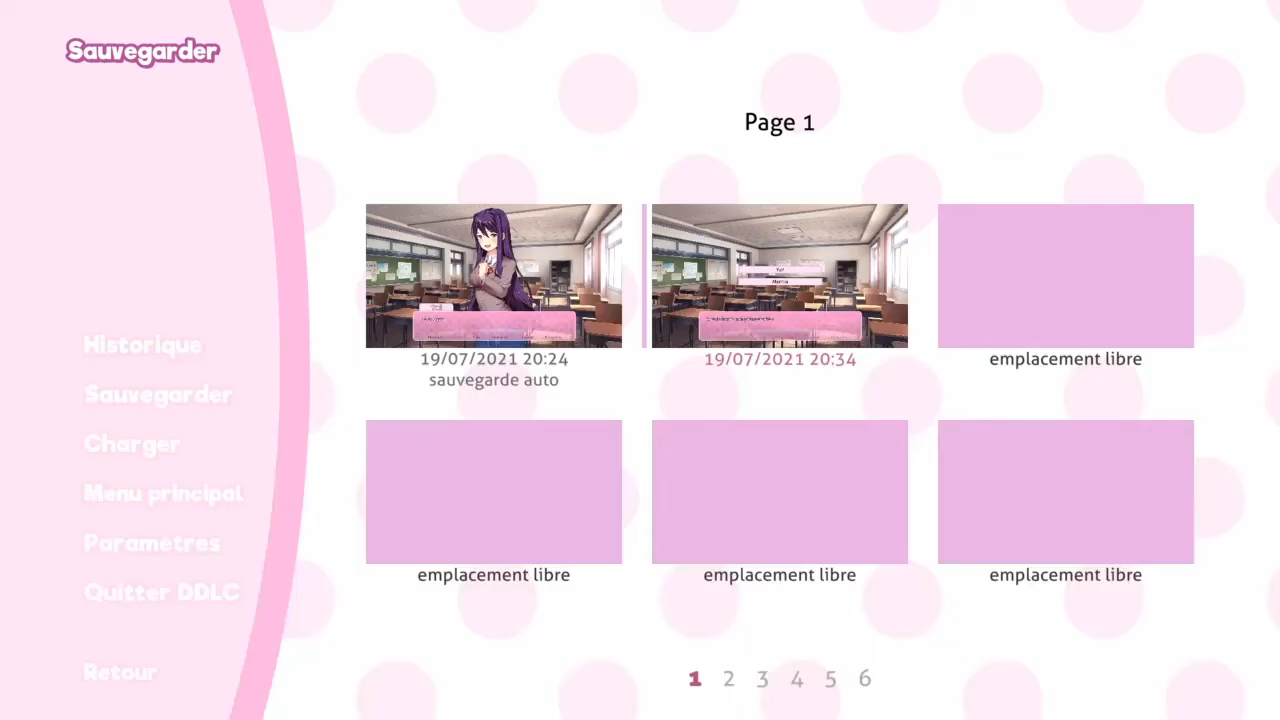 Sauvegarder
Page 1
19/07/2021 20:24
sauvegarde auto
19/07/2021 20:34
emplacement libre
emplacement libre
emplacement libre
emplacement libre
Historique
Sauvegarder
Charger
Menu principal
Paramètres
Quitter DDLC
Retour
1 2 3 4 5 6